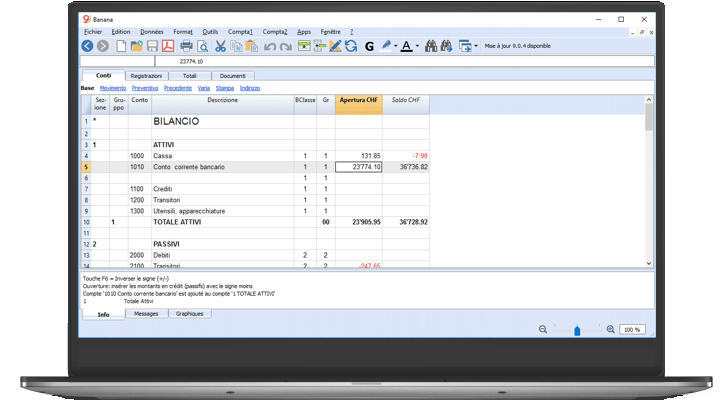 Banana
Fichier Edition Données Format Outils Compta1 Compta2 Apps Fenêtre ?
G A Mise à jour 9.0.4 disponible
23774.10
Conti Registrazioni Totali Documenti
Base Movimento Preventivo Precedente Varia Stampa Indirizzo
Sez-ione Gru-ppo Conto Descrizione BClasse Gr Apertura CHF Saldo CHF
1 * BILANCIO
2
3 1 ATTIVI
4 1000 Cassa 1 1 131.85 -7.90
5 1010 Conto corrente bancario 1 1 23'774.10 36'736.82
6 1 1
7 1100 Crediti 1 1
8 1200 Transitori 1 1
9 1300 Utensili, apparecchiature 1 1
10 1 TOTALE ATTIVI 00 23'905.95 36'728.92
11
12 2 PASSIVI
13 2000 Debiti 2 2
14 2100 Transitori 2 2 -247.65
Touche F6 = Inverser le signe (+/-)
Ouverture: insérer les montants en crédit (passifs) avec le signe moins
Compte '1010 Conto corrente bancario' est ajouté au compte '1 TOTALE ATTIVI'
1 Totale Attivi
Info Messages Graphiques
100 %